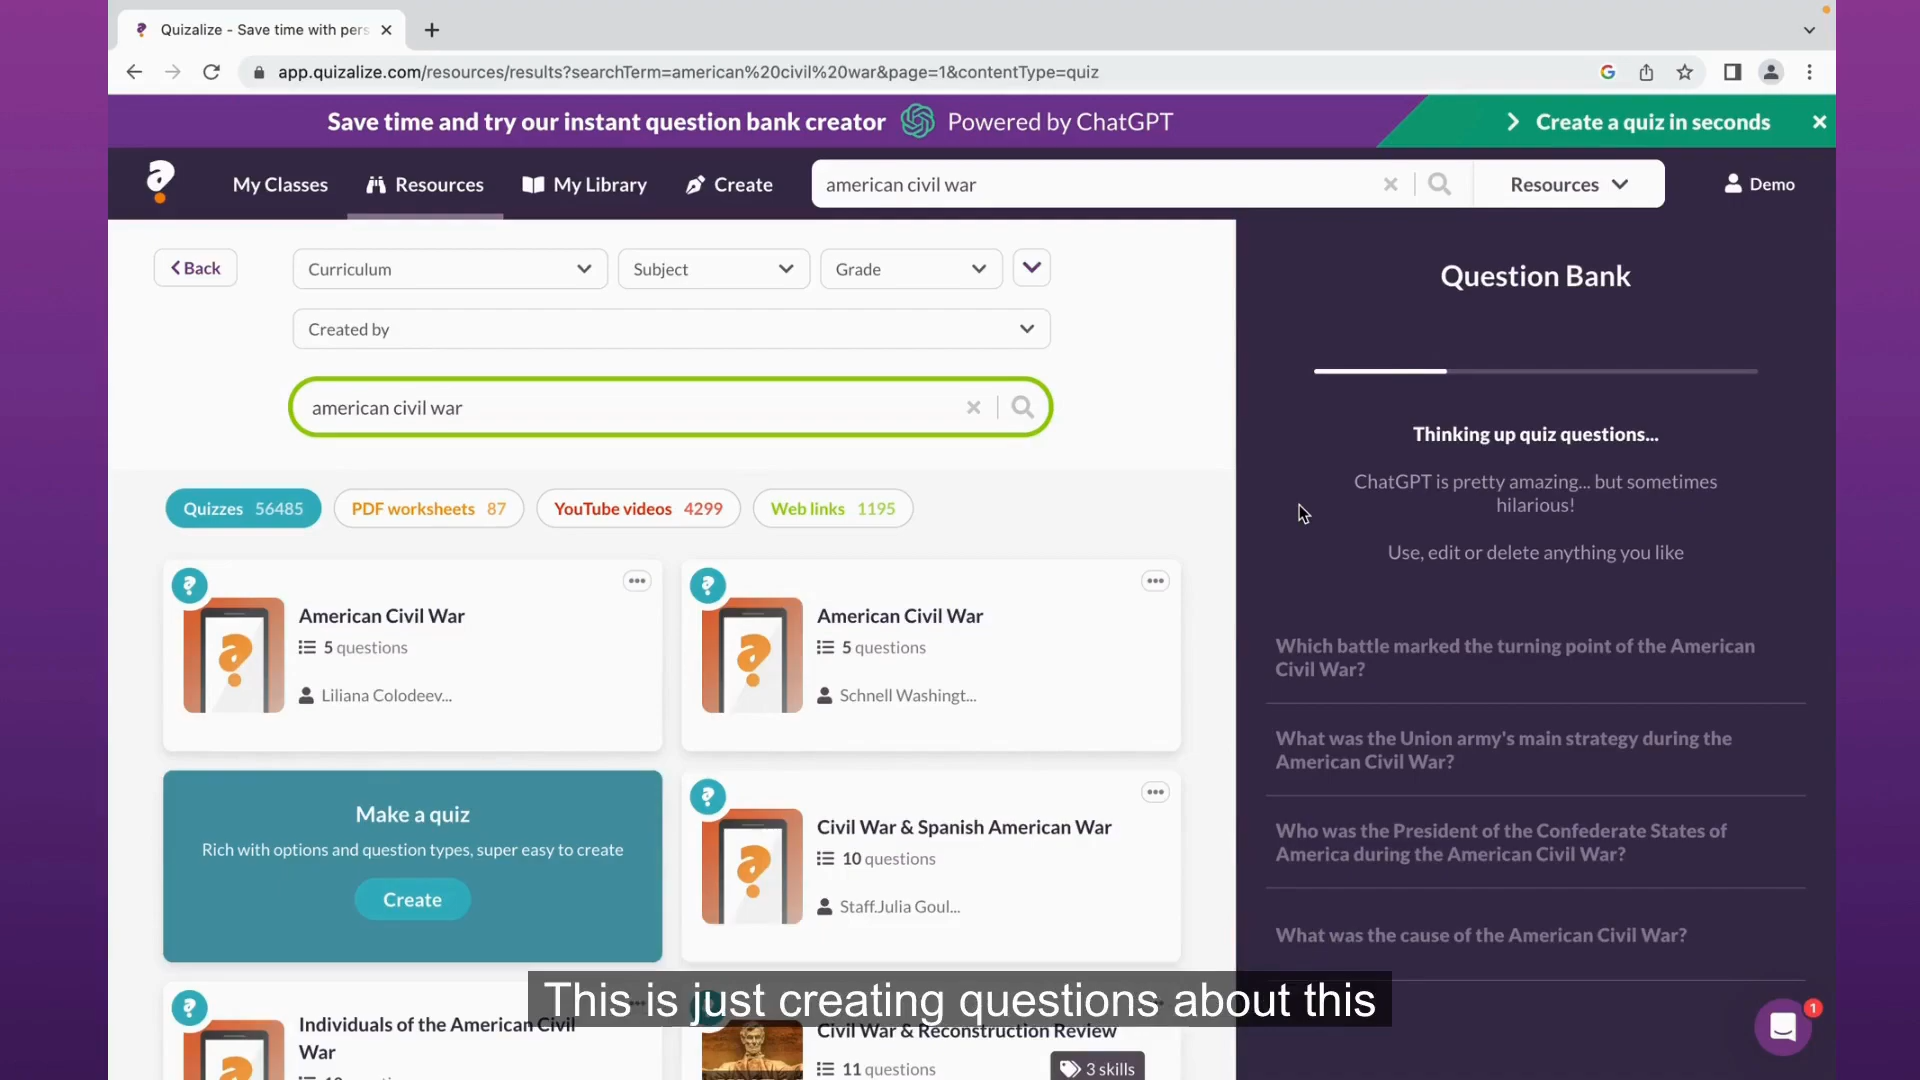 Quizalize - Save time with pers
app.quizalize.com/resources/results?searchTerm=american%20civil%20war&page=1&contentType=quiz
Save time and try our instant question bank creator Powered by ChatGPT
Create a quiz in seconds
My Classes Resources My Library Create
american civil war
Resources
Demo
Back
Curriculum
Subject
Grade
Created by
american civil war
Quizzes 56485
PDF worksheets 87
YouTube videos 4299
Web links 1195
American Civil War
5 questions
Liliana Colodeev...
American Civil War
5 questions
Schnell Washingt...
Make a quiz
Rich with options and question types, super easy to create
Create
Civil War & Spanish American War
10 questions
Staff.Julia Goul...
Individuals of the American Civil
War
Civil War & Reconstruction Review
11 questions
3 skills
Question Bank
Thinking up quiz questions...
ChatGPT is pretty amazing... but sometimes
hilarious!
Use, edit or delete anything you like
Which battle marked the turning point of the American
Civil War?
What was the Union army's main strategy during the
American Civil War?
Who was the President of the Confederate States of
America during the American Civil War?
What was the cause of the American Civil War?
1
This is just creating questions about this